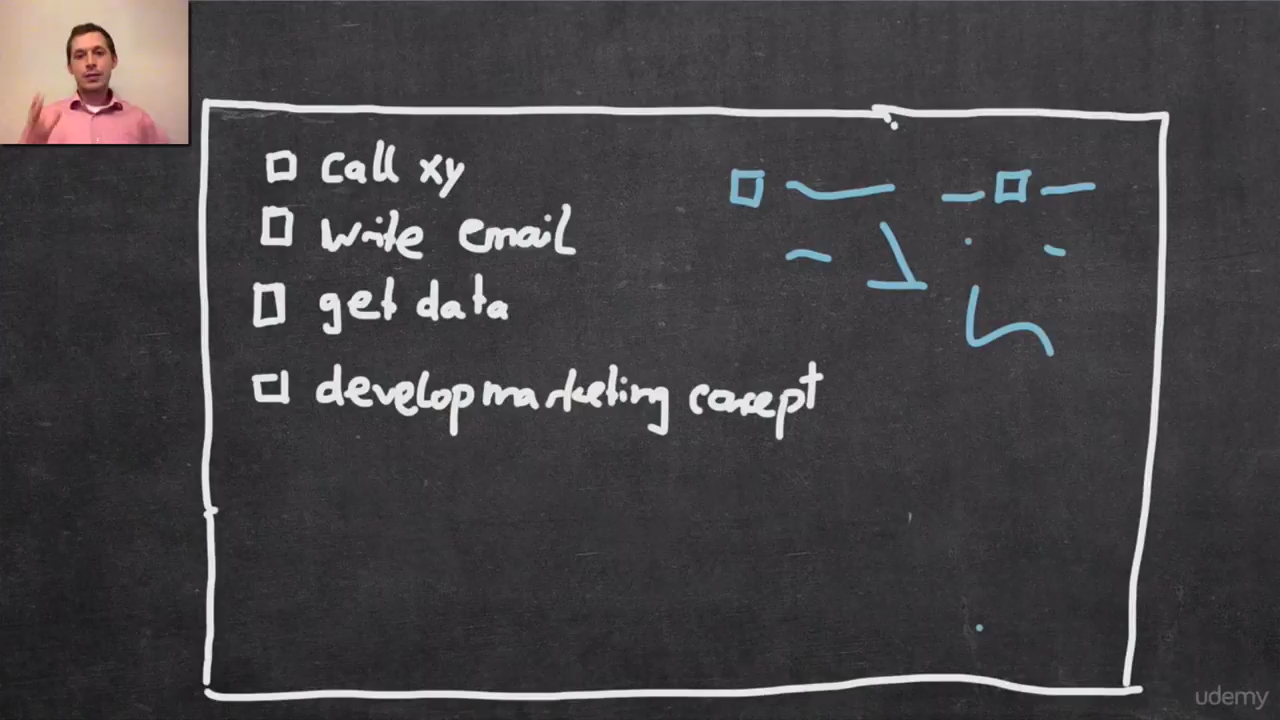 call xy
write email
get data
develop marketing concept
udemy